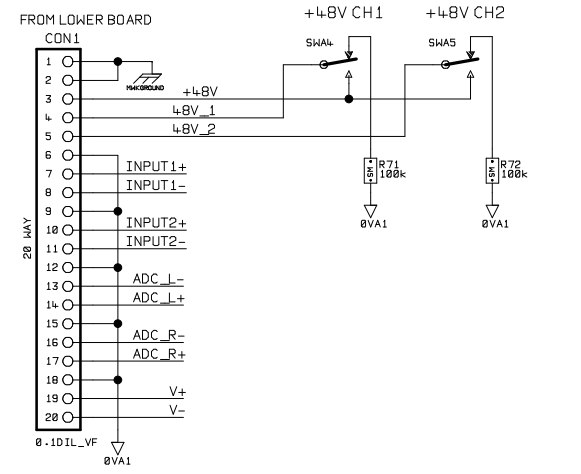 FROM LOWER BOARD
CON1
+48V CH1
+48V CH2
SWA4
SWA5
1
2
MWKGROUND
3
+48V
4
48V_1
5
48V_2
6
7
INPUT1+
8
INPUT1-
9
10
INPUT2+
11
INPUT2-
12
13
ADC_L-
14
ADC_L+
15
16
ADC_R-
17
ADC_R+
18
19
V+
20
V-
20 WAY
0.1DIL_VF
0VA1
SM
R71
100k
0VA1
SM
R72
100k
0VA1